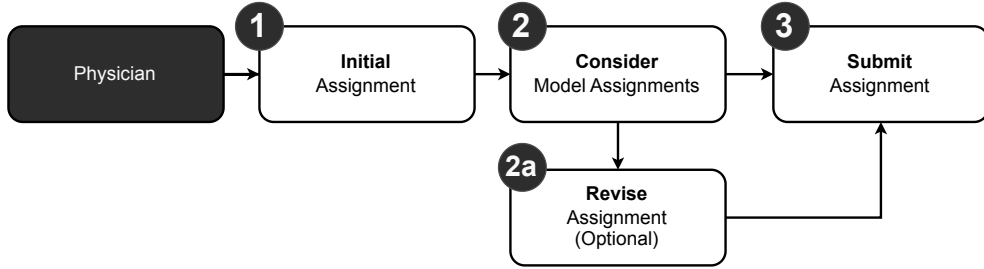 Physician
1
Initial
Assignment
2
Consider
Model Assignments
3
Submit
Assignment
2a
Revise
Assignment
(Optional)